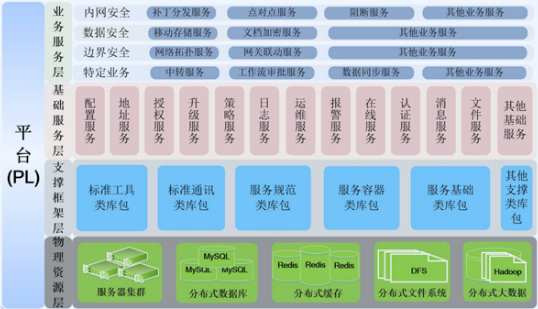 平台(PL)
业务服务层
内网安全 补丁分发服务 点对点服务 阻断服务 其他业务服务
数据安全 移动存储服务 文档加密服务 其他业务服务
边界安全 网络拓扑服务 网关联动服务 其他业务服务
特定业务 中转服务 工作流审批服务 数据同步服务 其他业务服务
基础服务层
配置服务 地址服务 授权服务 升级服务 策略服务 日志服务 运维服务 报警服务 在线服务 认证服务 消息服务 文件服务 其他基础服务
支撑框架层
标准工具类库包 标准通讯类库包 服务规范类库包 服务容器类库包 服务基础类库包 其他支撑类库包
物理资源层
MySQL MySQL MySQL Redis Redis Redis DFS Hadoop
服务器集群 分布式数据库 分布式缓存 分布式文件系统 分布式大数据